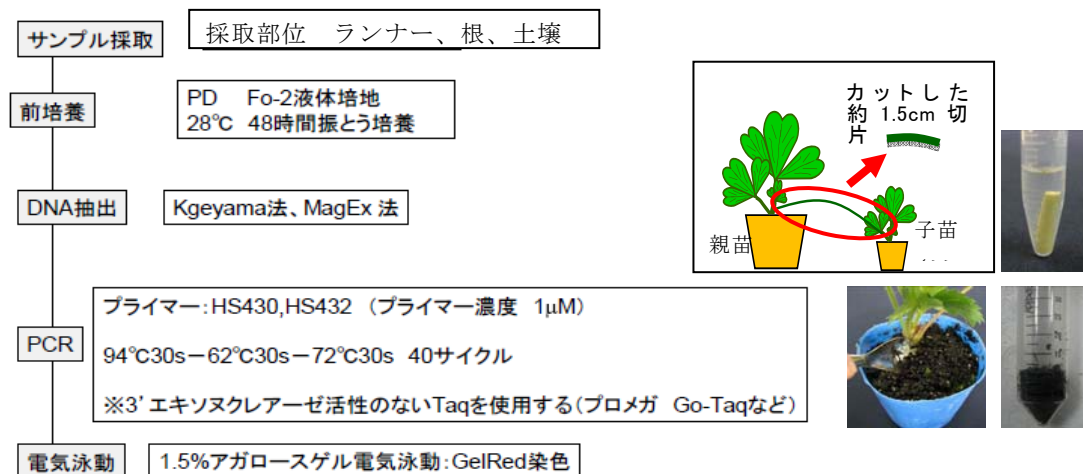 サンプル採取
採取部位 ランナー、根、土壌
前培養
PD Fo-2液体培地
28℃ 48時間振とう培養
DNA抽出
Kgeyama法、MagEx 法
PCR
プライマー:HS430,HS432 (プライマー濃度 1μM)
94℃30s－62℃30s－72℃30s 40サイクル
※3’エキソヌクレアーゼ活性のないTaqを使用する(プロメガ Go-Taqなど)
電気泳動
1.5%アガロースゲル電気泳動:GelRed染色
カットした
約 1.5cm 切
片
親苗
子苗